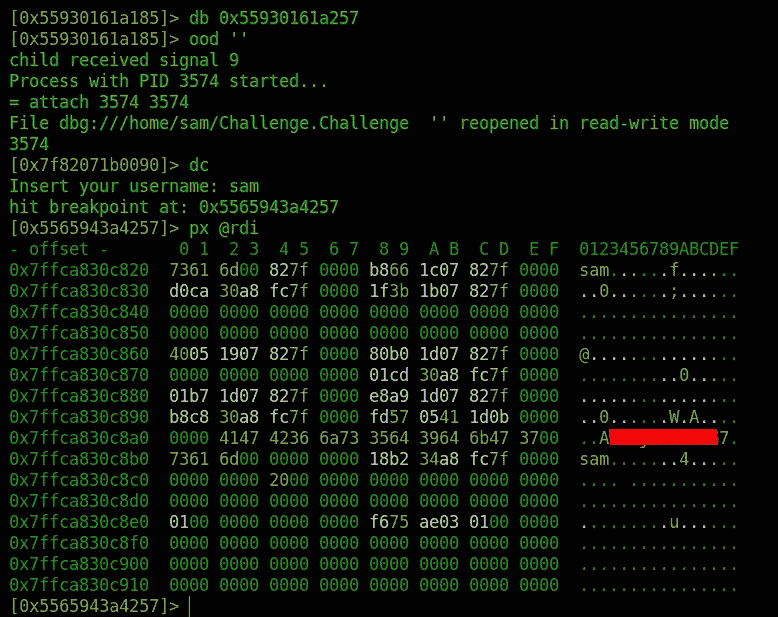 [0x55930161a185]> db 0x55930161a257
[0x55930161a185]> ood ''
child received signal 9
Process with PID 3574 started...
= attach 3574 3574
File dbg:///home/sam/Challenge.Challenge  '' reopened in read-write mode
3574
[0x7f82071b0090]> dc
Insert your username: sam
hit breakpoint at: 0x5565943a4257
[0x5565943a4257]> px @rdi
- offset -       0 1  2 3  4 5  6 7  8 9  A B  C D  E F  0123456789ABCDEF
0x7ffca830c820  7361 6d00 827f 0000 b866 1c07 827f 0000  sam......f......
0x7ffca830c830  d0ca 30a8 fc7f 0000 1f3b 1b07 827f 0000  ..0......;......
0x7ffca830c840  0000 0000 0000 0000 0000 0000 0000 0000  ................
0x7ffca830c850  0000 0000 0000 0000 0000 0000 0000 0000  ................
0x7ffca830c860  4005 1907 827f 0000 80b0 1d07 827f 0000  @...............
0x7ffca830c870  0000 0000 0000 0000 01cd 30a8 fc7f 0000  ..........0.....
0x7ffca830c880  01b7 1d07 827f 0000 e8a9 1d07 827f 0000  ................
0x7ffca830c890  b8c8 30a8 fc7f 0000 fd57 0541 1d0b 0000  ..0......W.A....
0x7ffca830c8a0  0000 4147 4236 6a73 3564 3964 6b47 3700  ..A 7.
0x7ffca830c8b0  7361 6d00 0000 0000 18b2 34a8 fc7f 0000  sam.......4.....
0x7ffca830c8c0  0000 0000 2000 0000 0000 0000 0000 0000  .... ...........
0x7ffca830c8d0  0000 0000 0000 0000 0000 0000 0000 0000  ................
0x7ffca830c8e0  0100 0000 0000 0000 f675 ae03 0100 0000  .........u......
0x7ffca830c8f0  0000 0000 0000 0000 0000 0000 0000 0000  ................
0x7ffca830c900  0000 0000 0000 0000 0000 0000 0000 0000  ................
0x7ffca830c910  0000 0000 0000 0000 0000 0000 0000 0000  ................
[0x5565943a4257]>